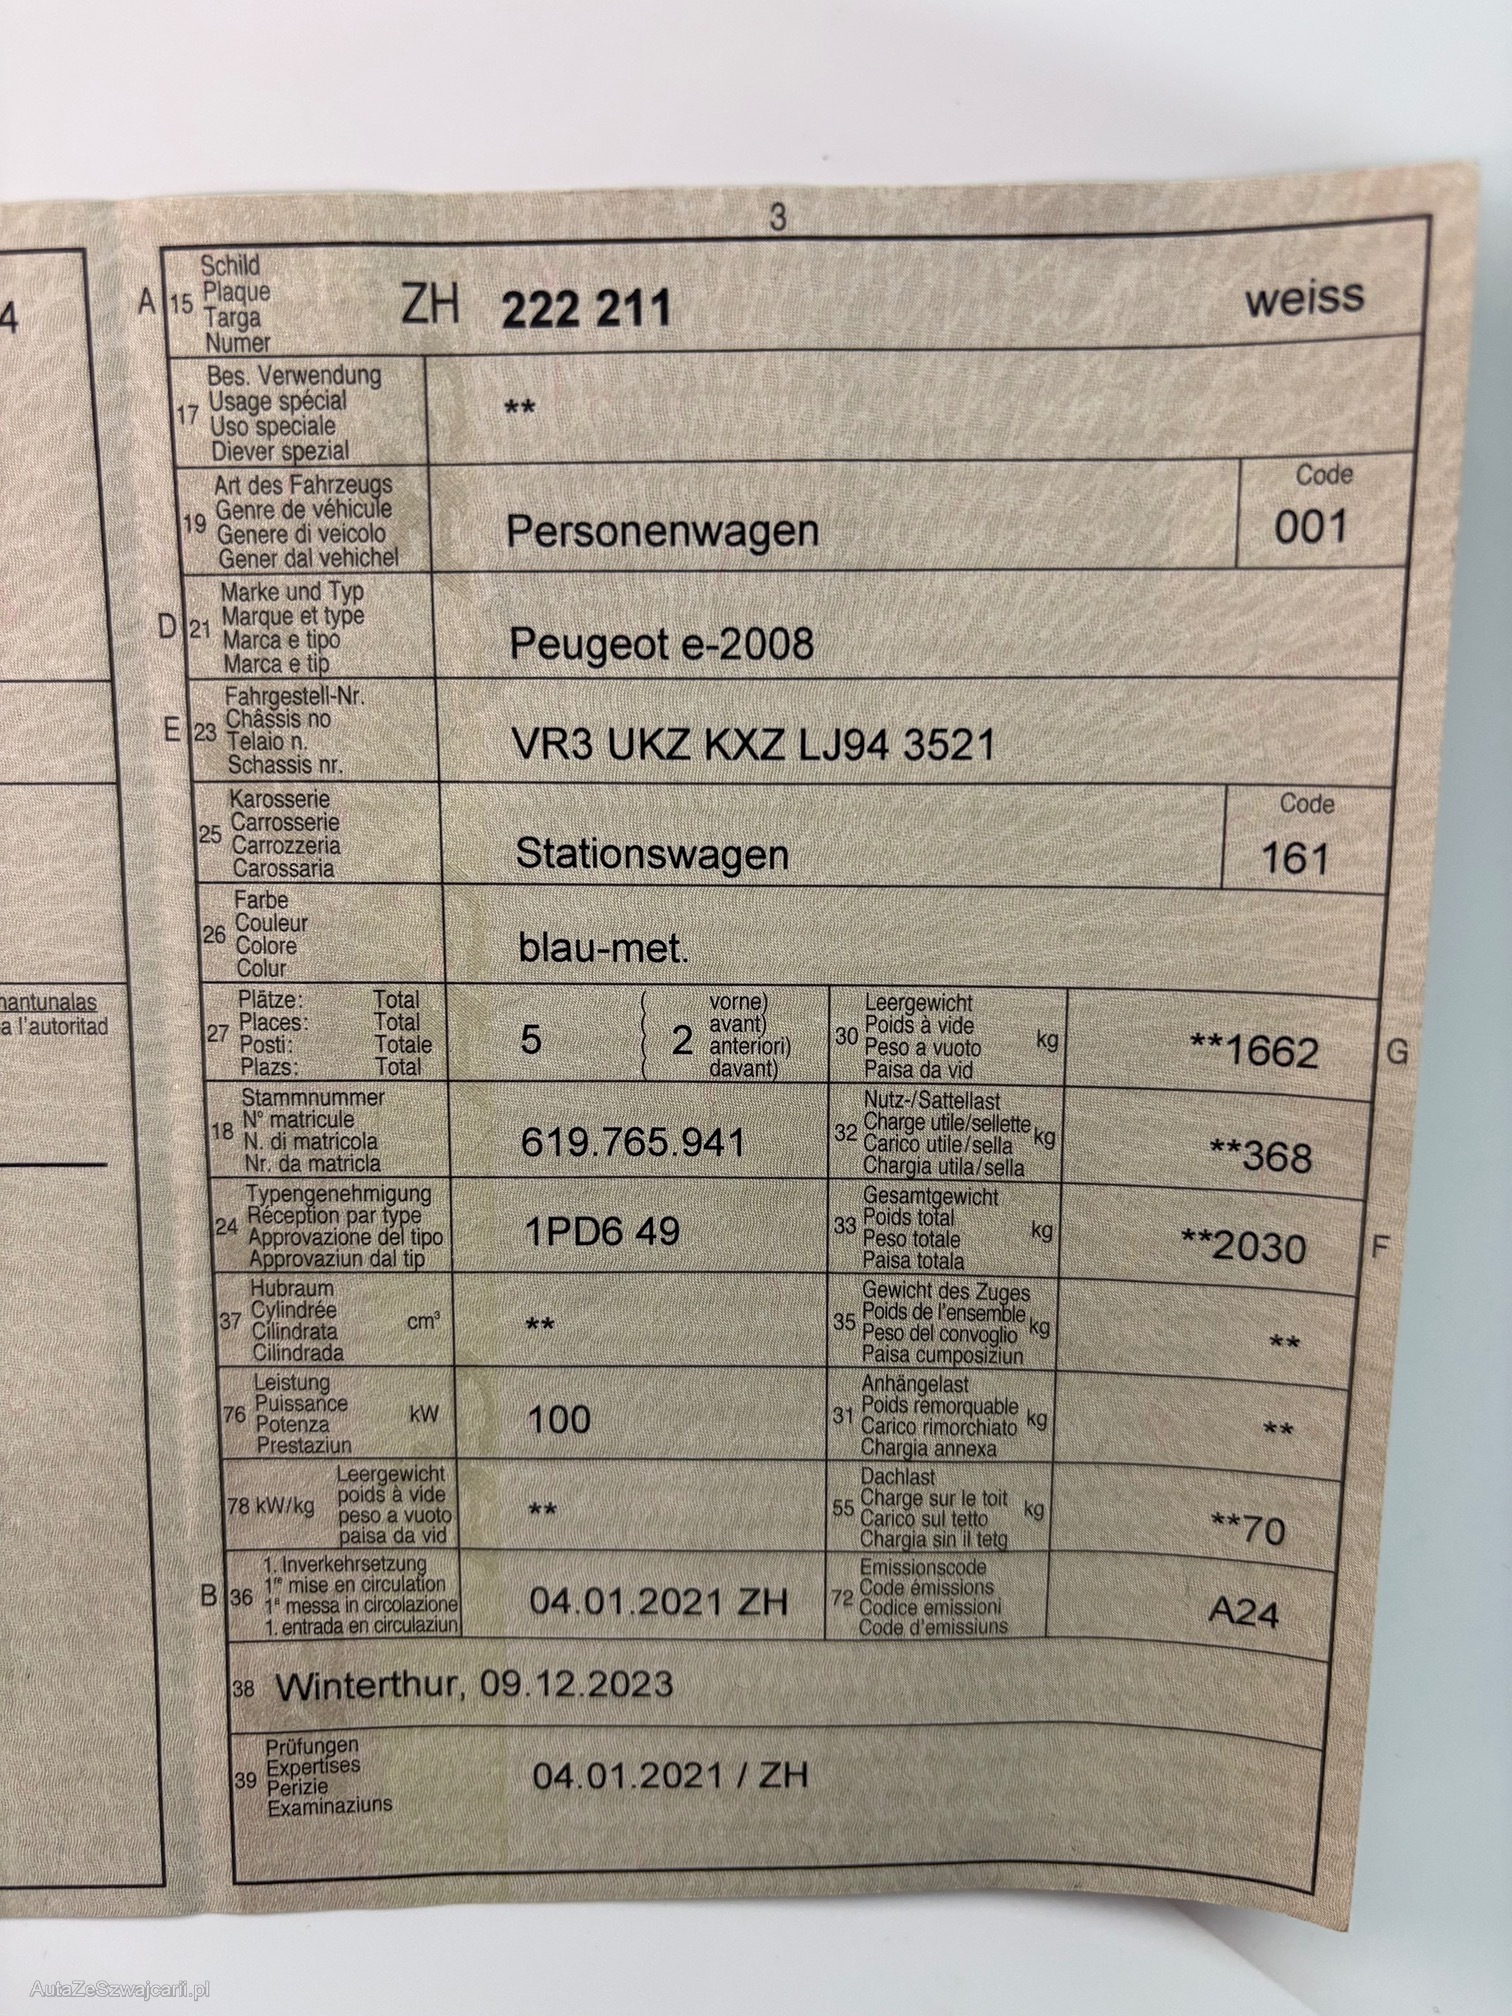 3
4
A 15 Schild
Plaque
Targa
Numer
ZH 222 211 weiss
17 Bes. Verwendung
Usage spécial
Uso speciale
Diever spezial
**
19 Art des Fahrzeugs
Genre de véhicule
Genere di veicolo
Gener dal vehichel
Personenwagen
Code
001
D 21 Marke und Typ
Marque et type
Marca e tipo
Marca e tip
Peugeot e-2008
E 23 Fahrgestell-Nr.
Châssis no
Telaio n.
Schassis nr.
VR3 UKZ KXZ LJ94 3521
25 Karosserie
Carrosserie
Carrozzeria
Carossaria
Stationswagen
Code
161
26 Farbe
Couleur
Colore
Colur
blau-met.
27 Plätze: Total
Places: Total
Posti: Totale
Plazs: Total
5 ( 2 vorne)
avant)
anteriori)
davant)
30 Leergewicht
Poids à vide
Peso a vuoto
Paisa da vid
kg
**1662 G
18 Stammnummer
N° matricule
N. di matricola
Nr. da matricla
619.765.941
32 Nutz-/Sattellast
Charge utile/sellette
Carico utile/sella
Chargia utila/sella
kg
**368
24 Typengenehmigung
Réception par type
Approvazione del tipo
Approvaziun dal tip
1PD6 49
33 Gesamtgewicht
Poids total
Peso totale
Paisa totala
kg
**2030 F
37 Hubraum
Cylindrée
Cilindrata
Cilindrada
cm³
**
35 Gewicht des Zuges
Poids de l'ensemble
Peso del convoglio
Paisa cumposiziun
kg
**
76 Leistung
Puissance
Potenza
Prestaziun
kW
100
31 Anhängelast
Poids remorquable
Carico rimorchiato
Chargia annexa
kg
**
78 kW/kg Leergewicht
poids à vide
peso a vuoto
paisa da vid
**
55 Dachlast
Charge sur le toit
Carico sul tetto
Chargia sin il tetg
kg
**70
B 36 1. Inverkehrsetzung
1re mise en circulation
1a messa in circolazione
1. entrada en circulaziun
04.01.2021 ZH
72 Emissionscode
Code émissions
Codice emissioni
Code d'emissiuns
A24
38 Winterthur, 09.12.2023
39 Prüfungen
Expertises
Perizie
Examinaziuns
04.01.2021 / ZH
nantunalas
a l'autoritad
AutaZeSzwajcarii.pl